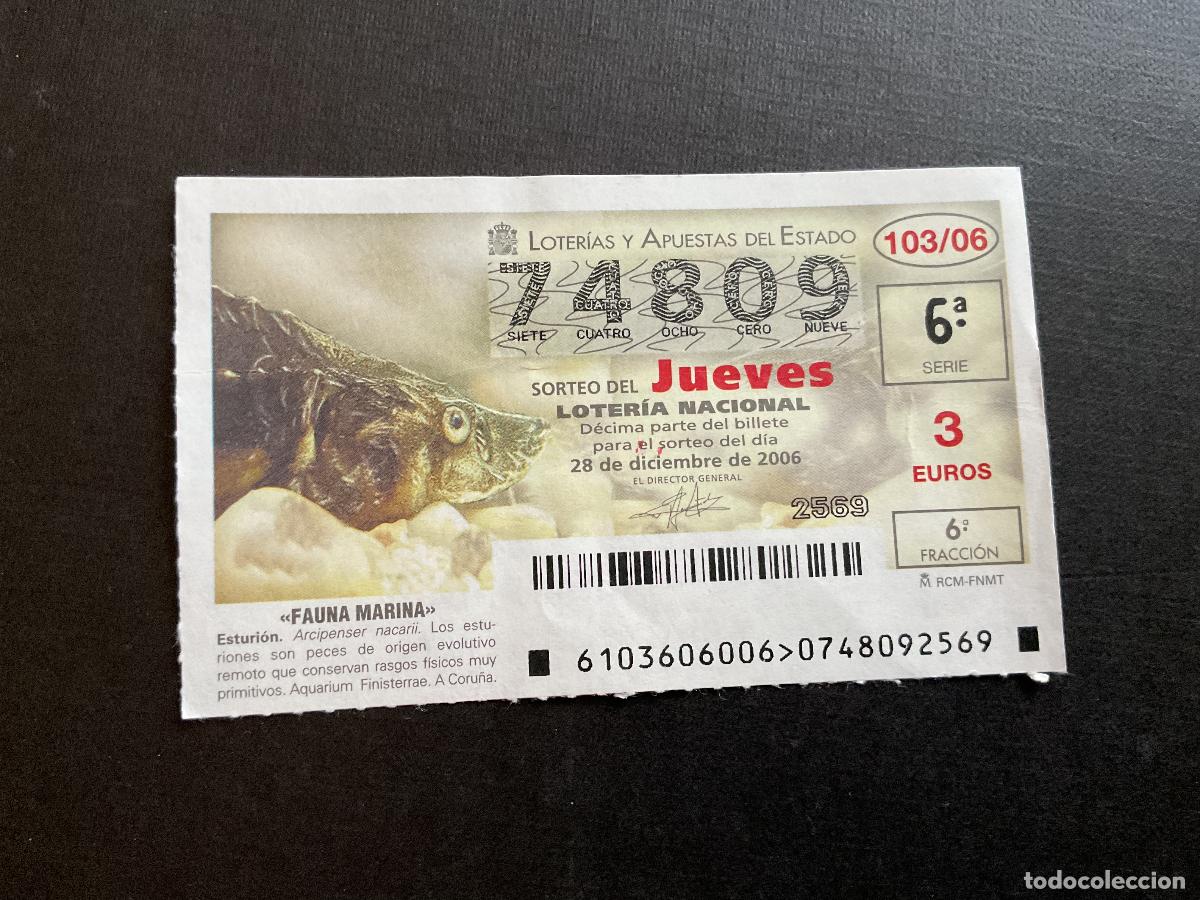 LOTERÍAS Y APUESTAS DEL ESTADO
103/06
74809
SIETE CUATRO OCHO CERO NUEVE
6ª
SERIE
SORTEO DEL Jueves
LOTERÍA NACIONAL
Décima parte del billete
para el sorteo del día
28 de diciembre de 2006
EL DIRECTOR GENERAL
3
EUROS
2569
6ª
FRACCIÓN
RCM-FNMT
«FAUNA MARINA»
Esturión. Arcipenser nacarii. Los estu-
riones son peces de origen evolutivo
remoto que conservan rasgos físicos muy
primitivos. Aquarium Finisterrae. A Coruña.
6103606006>0748092569
todocoleccion